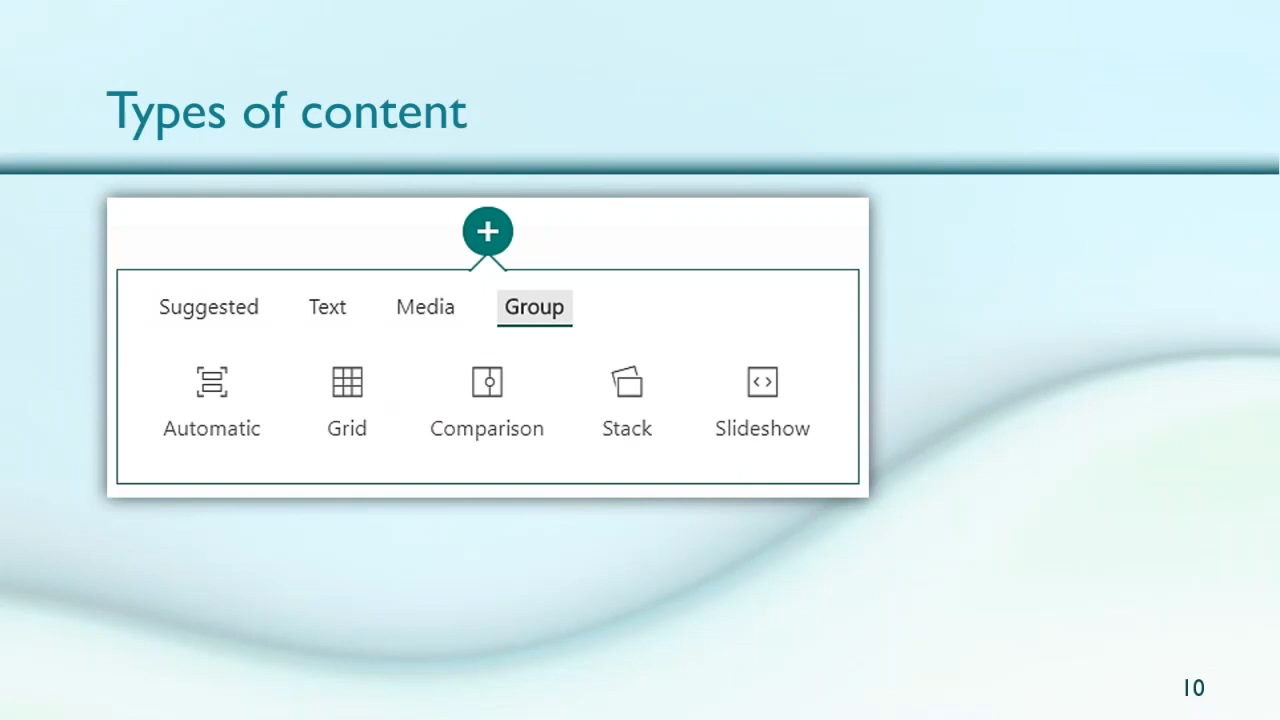 Types of content
Suggested Text Media Group
Automatic Grid Comparison Stack Slideshow
10